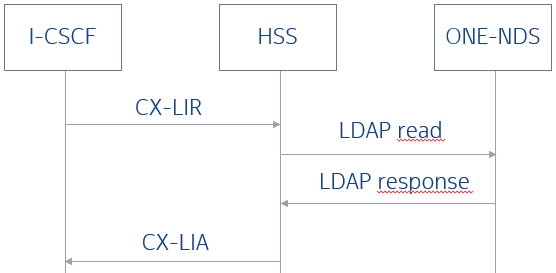 I-CSCF
HSS
ONE-NDS
CX-LIR
LDAP read
LDAP response
CX-LIA